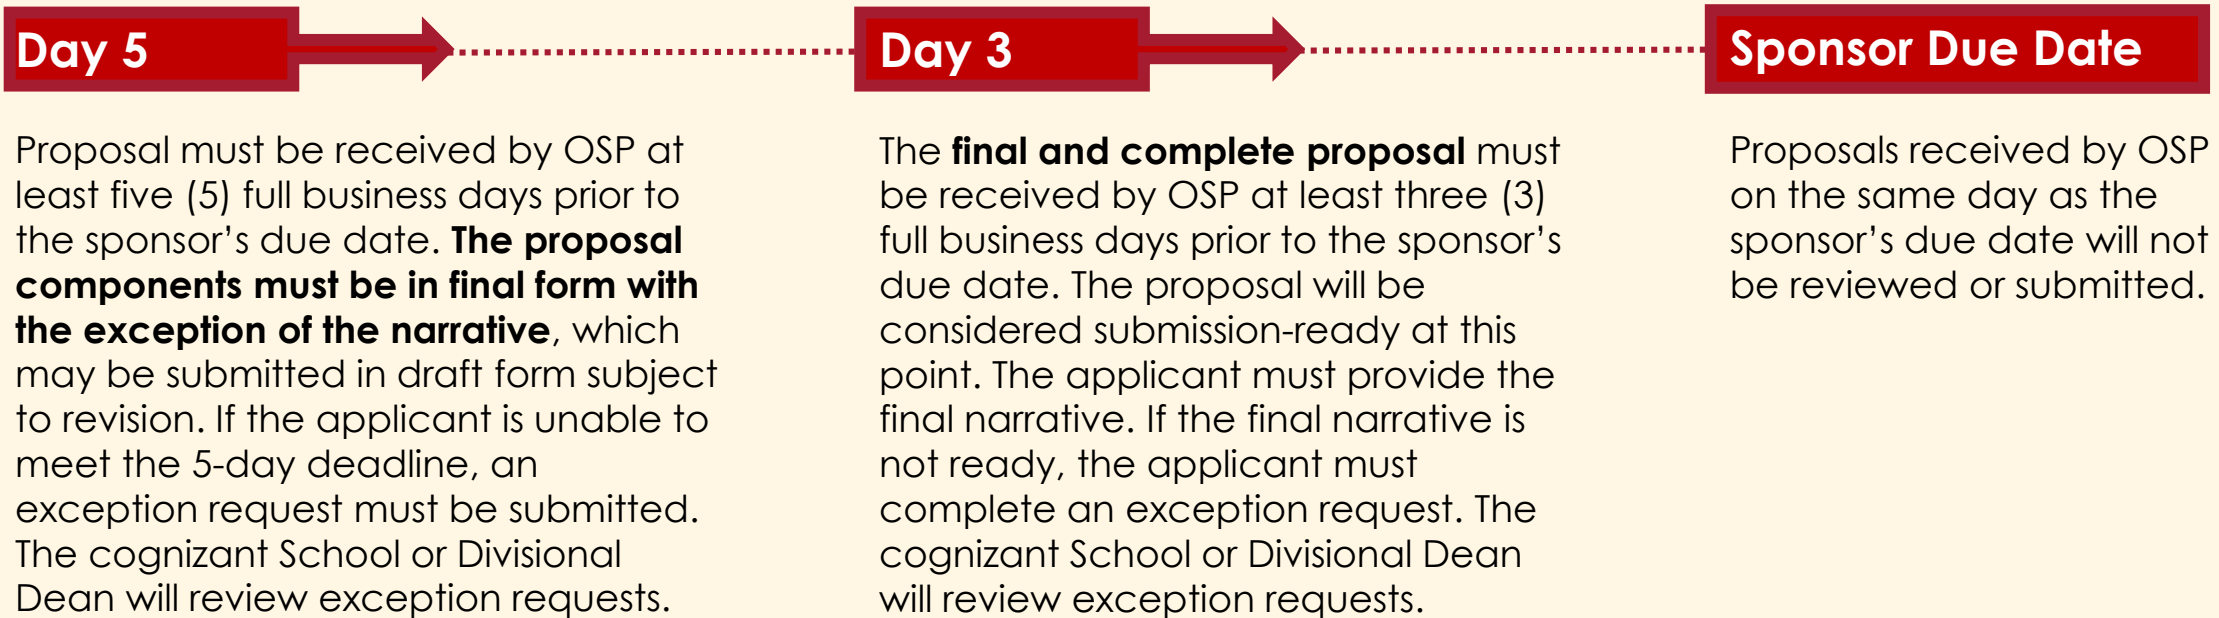 Day 5
Proposal must be received by OSP at
least five (5) full business days prior to
the sponsor’s due date. The proposal
components must be in final form with
the exception of the narrative, which
may be submitted in draft form subject
to revision. If the applicant is unable to
meet the 5-day deadline, an
exception request must be submitted.
The cognizant School or Divisional
Dean will review exception requests.
Day 3
The final and complete proposal must
be received by OSP at least three (3)
full business days prior to the sponsor’s
due date. The proposal will be
considered submission-ready at this
point. The applicant must provide the
final narrative. If the final narrative is
not ready, the applicant must
complete an exception request. The
cognizant School or Divisional Dean
will review exception requests.
Sponsor Due Date
Proposals received by OSP
on the same day as the
sponsor’s due date will not
be reviewed or submitted.